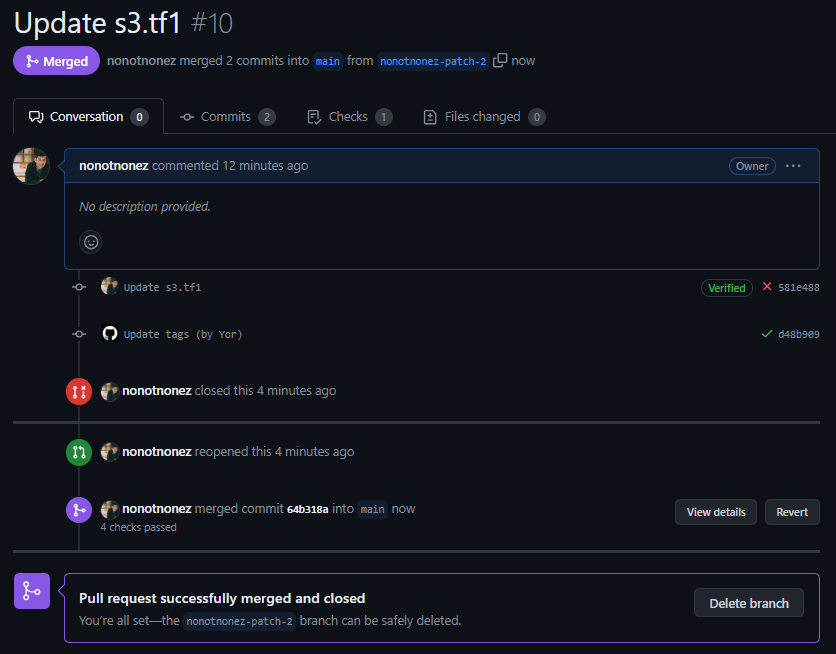 Update s3.tf1 #10
Merged nonotnonez merged 2 commits into main from nonotnonez-patch-2 now
Conversation 0 Commits 2 Checks 1 Files changed 0
nonotnonez commented 12 minutes ago Owner
No description provided.
Update s3.tf1 Verified 581e488
Update tags (by Yor) d48b909
nonotnonez closed this 4 minutes ago
nonotnonez reopened this 4 minutes ago
nonotnonez merged commit 64b318a into main now View details Revert
4 checks passed
Pull request successfully merged and closed
You're all set—the nonotnonez-patch-2 branch can be safely deleted. Delete branch